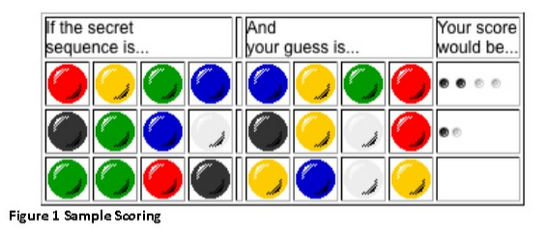 If the secret
sequence is...
And
your guess is...
Your score
would be...
Figure 1 Sample Scoring